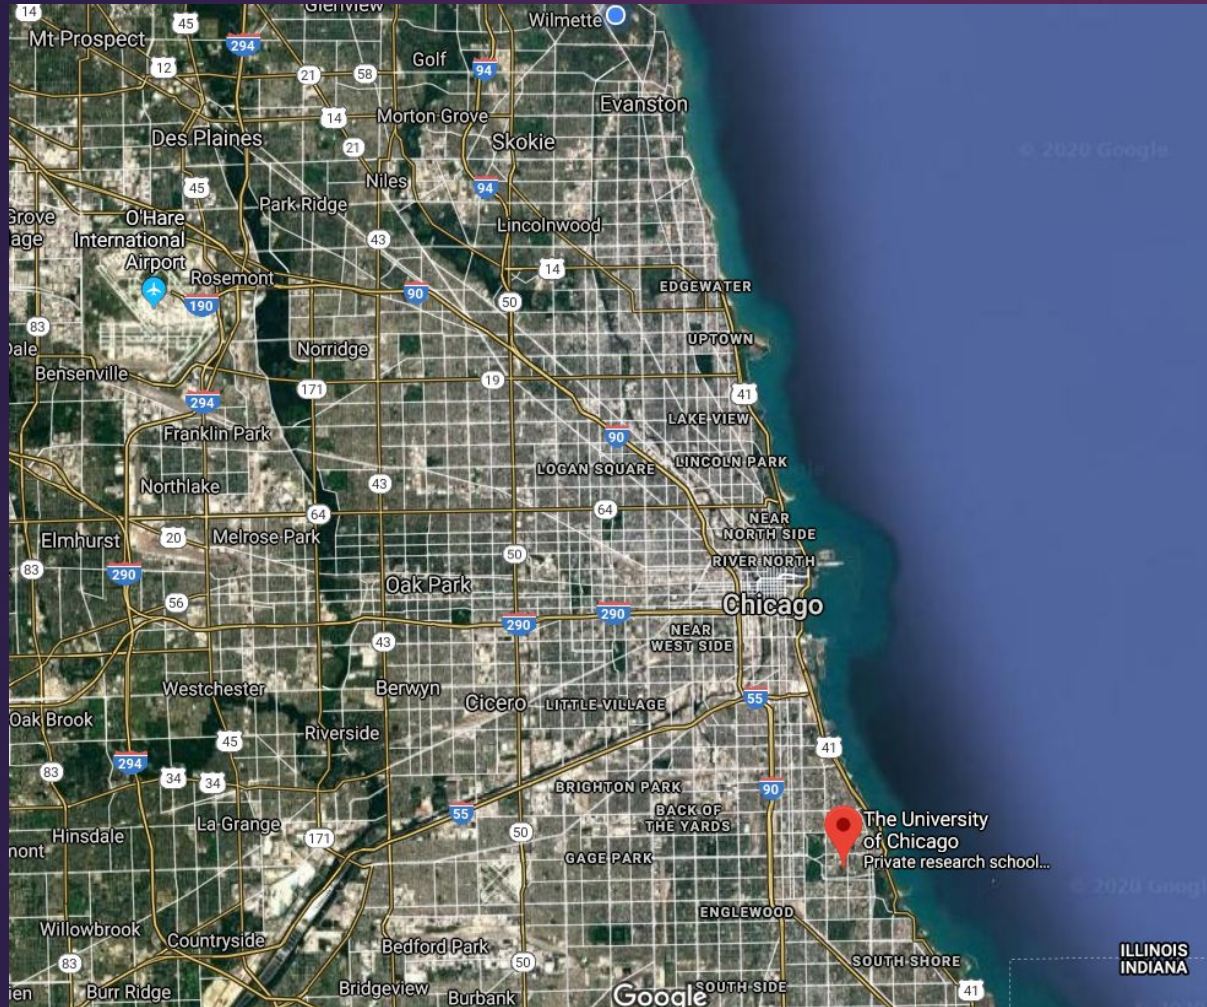 14
45
Glenview
Wilmette
Mt Prospect
294
12
Golf
21
58
94
Evanston
14
Morton Grove
21
Skokie
Des Plaines
45
Niles
94
Park Ridge
O'Hare
International
Airport
Grove
43
Lincolnwood
Rosemont
14
190
90
50
EDGEWATER
83
UPTOWN
Norridge
Bensenville
171
19
41
294
LAKE VIEW
Franklin Park
90
LOGAN SQUARE
LINCOLN PARK
Northlake
43
64
64
NEAR
NORTH SIDE
Elmhurst
20
Melrose Park
50
RIVER NORTH
83
290
Oak Park
56
Chicago
290
290
43
NEAR
WEST SIDE
Westchester
Berwyn
Cicero
LITTLE VILLAGE
55
Oak Brook
45
Riverside
41
294
83
34
34
BRIGHTON PARK
90
55
BACK OF
THE YARDS
The University
of Chicago
Private research school...
La Grange
171
50
Hinsdale
mont
GAGE PARK
© 2020 Google
© 2020 Googl
ENGLEWOOD
Willowbrook
Countryside
Bedford Park
83
50
SOUTH SHORE
ILLINOIS
INDIANA
Burr Ridge
Bridgeview
Burbank
Google
SOUTH SIDE
41